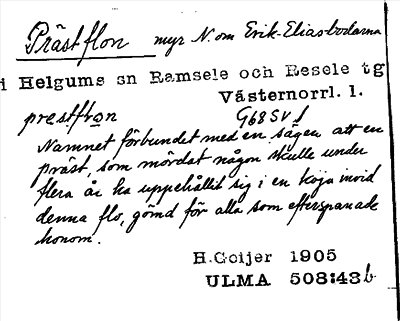 Prästflon myr N. om Erik-Eliasbodarna
i Helgums sn Ramsele och Resele tg
Västernorrl. l.
prestflon G68SV
Namnet förbundet med en sägen att en
präst, som mördat någon skulle under
flera år ha uppehållit sig i en koja invid
denna flo, gömd för alla som efterspanade
honom.
H.Goijer 1905
ULMA 508:43b